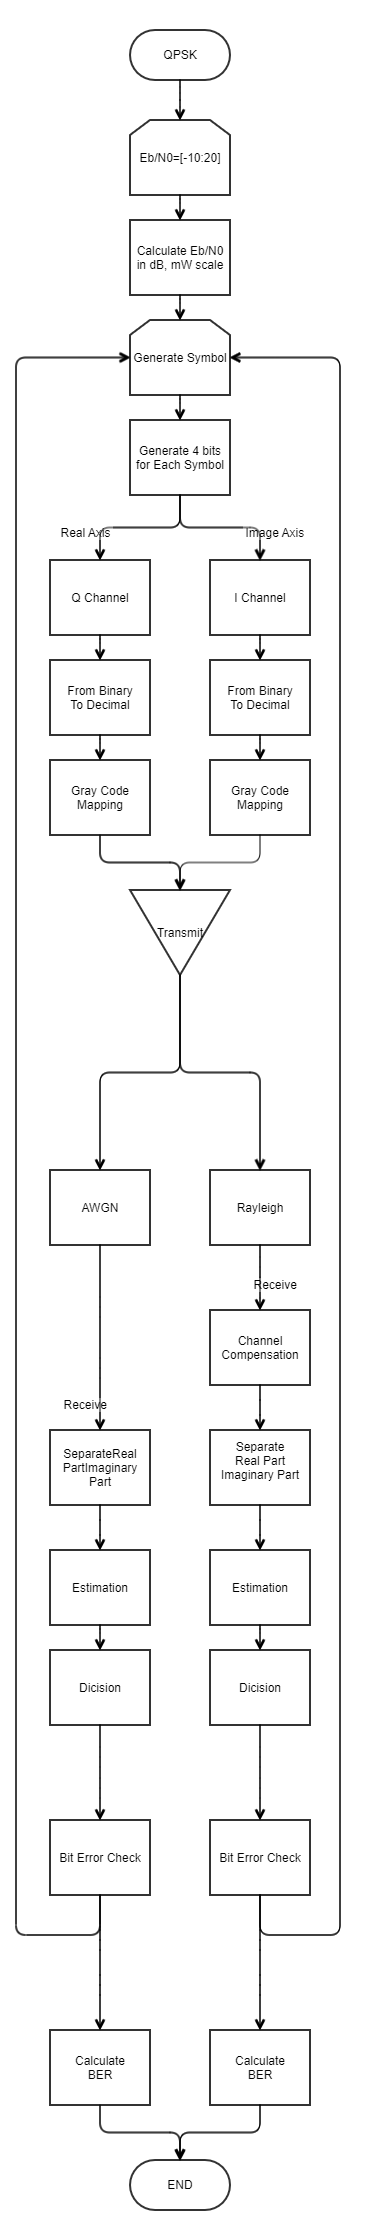 QPSK
Eb/N0=[-10:20]
Calculate Eb/N0
in dB, mW scale
Generate Symbol
Generate 4 bits
for Each Symbol
Real Axis
Image Axis
Q Channel
I Channel
From Binary
To Decimal
From Binary
To Decimal
Gray Code
Mapping
Gray Code
Mapping
Transmit
AWGN
Rayleigh
Receive
Channel
Compensation
Receive
SeparateReal
PartImaginary
Part
Separate
Real Part
Imaginary Part
Estimation
Estimation
Dicision
Dicision
Bit Error Check
Bit Error Check
Calculate
BER
Calculate
BER
END